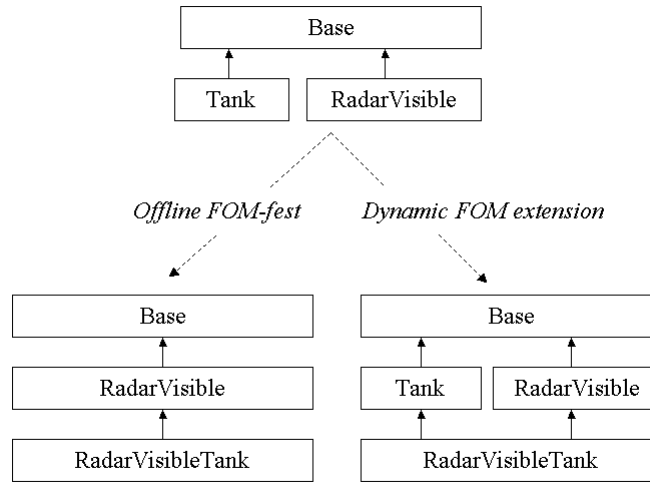 Base
Tank
RadarVisible
Offline FOM-fest
Dynamic FOM extension
Base
Base
RadarVisible
Tank
RadarVisible
RadarVisibleTank
RadarVisibleTank